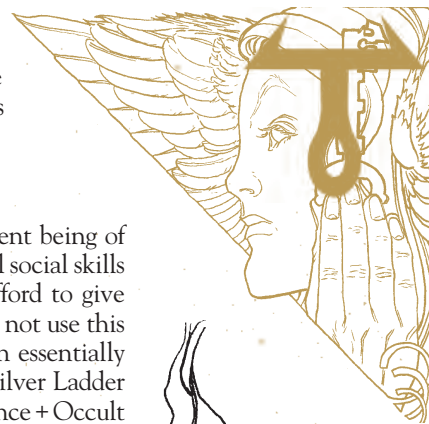 ent being of
l social skills
fford to give
not use this
n essentially
ilver Ladder
nce + Occult